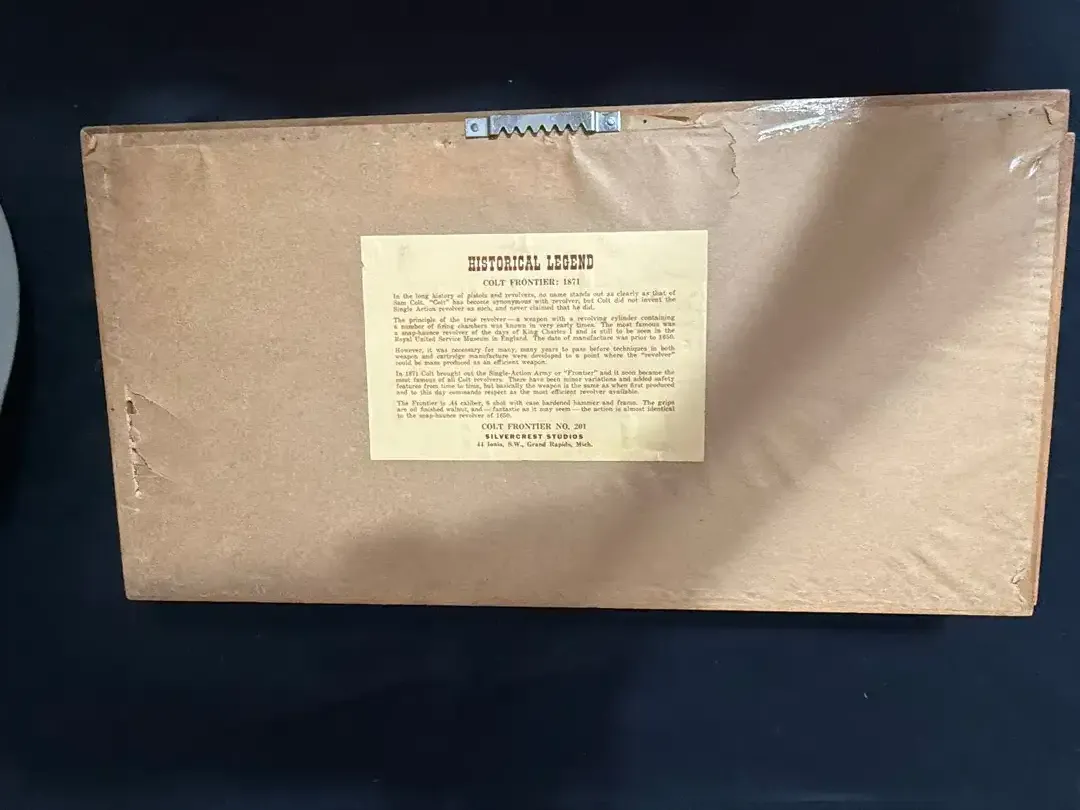 HISTORICAL LEGEND
COLT FRONTIER: 1871
In the long history of pistols and revolvers, no name stands out as clearly as that of
Sam Colt. "Colt" has become synonymous with revolver, but Colt did not invent the
Single Action revolver as such, and never claimed that he did.
The principle of the true revolver — a weapon with a revolving cylinder containing
a number of firing chambers was known in very early times. The most famous was
a snap-haunce revolver of the days of King Charles I and is still to be seen in the
Royal United Service Museum in England. The date of manufacture was prior to 1650.
However, it was necessary for many, many years to pass before techniques in both
weapon and cartridge manufacture were developed to a point where the "revolver"
could be mass produced as an efficient weapon.
In 1871 Colt brought out the Single-Action Army or "Frontier" and it soon became the
most famous of all Colt revolvers. There have been minor variations and added safety
features from time to time, but basically the weapon is the same as when first produced
and to this day commands respect as the most efficient revolver available.
The Frontier is .44 caliber, 6 shot with case hardened hammer and frame. The grips
are oil finished walnut, and — fantastic as it may seem — the action is almost identical
to the snap-haunce revolver of 1650.
COLT FRONTIER NO. 201
SILVERCREST STUDIOS
44 Ionia, S.W., Grand Rapids, Mich.